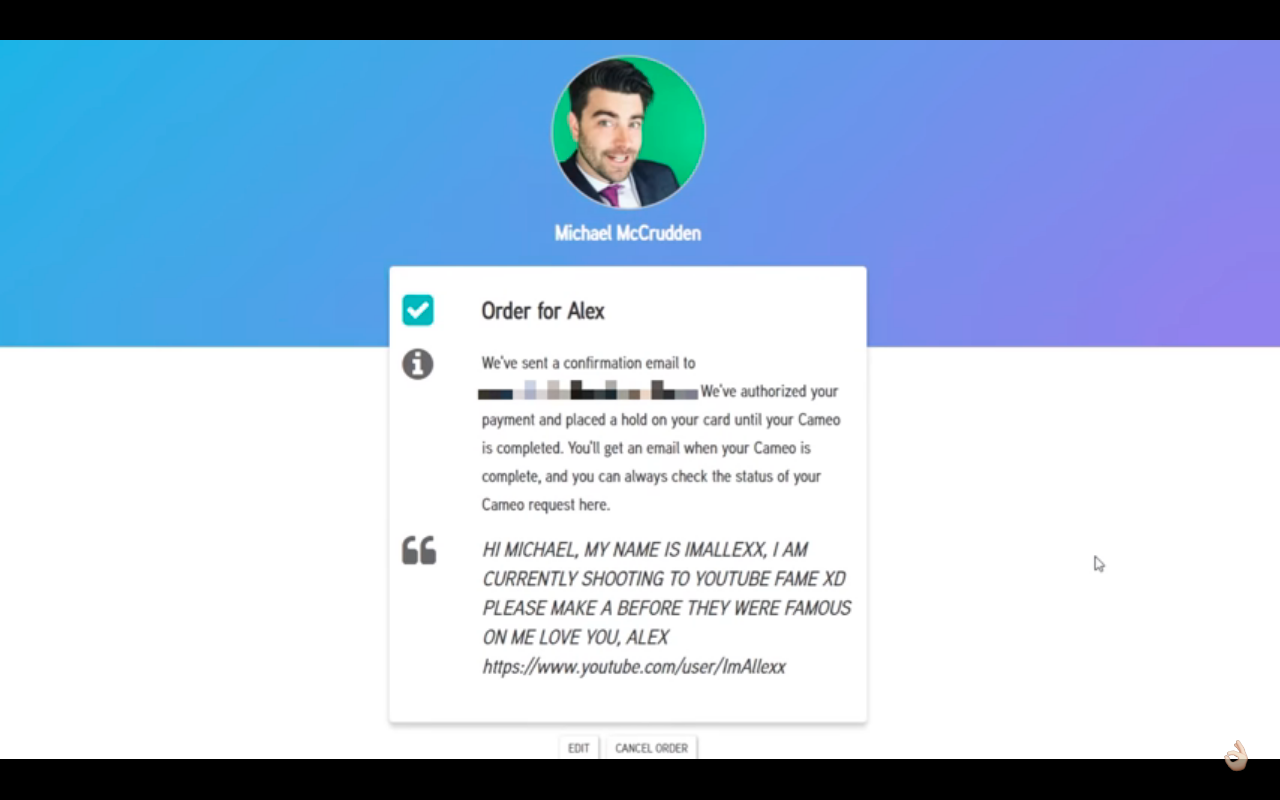 Michael McCrudden
Order for Alex
We've sent a confirmation email to
We've authorized your
payment and placed a hold on your card until your Cameo
is completed. You'll get an email when your Cameo is
complete, and you can always check the status of your
Cameo request here.
HI MICHAEL, MY NAME IS IMALLEXX, I AM
CURRENTLY SHOOTING TO YOUTUBE FAME XD
PLEASE MAKE A BEFORE THEY WERE FAMOUS
ON ME LOVE YOU, ALEX
https://www.youtube.com/user/ImAllexx
EDIT
CANCEL ORDER